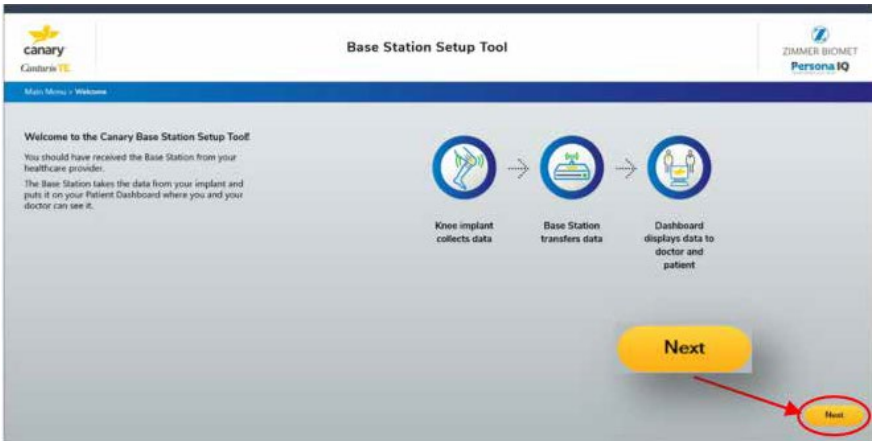 canary
Canturio TE
Base Station Setup Tool
ZIMMER BIOMET
Persona IQ
Main Menu > Welcome
Welcome to the Canary Base Station Setup Tool!
You should have received the Base Station from your
healthcare provider.
The Base Station takes the data from your implant and
puts it on your Patient Dashboard where you and your
doctor can see it.
Knee implant
collects data
Base Station
transfers data
Dashboard
displays data to
doctor and
patient
Next
Next